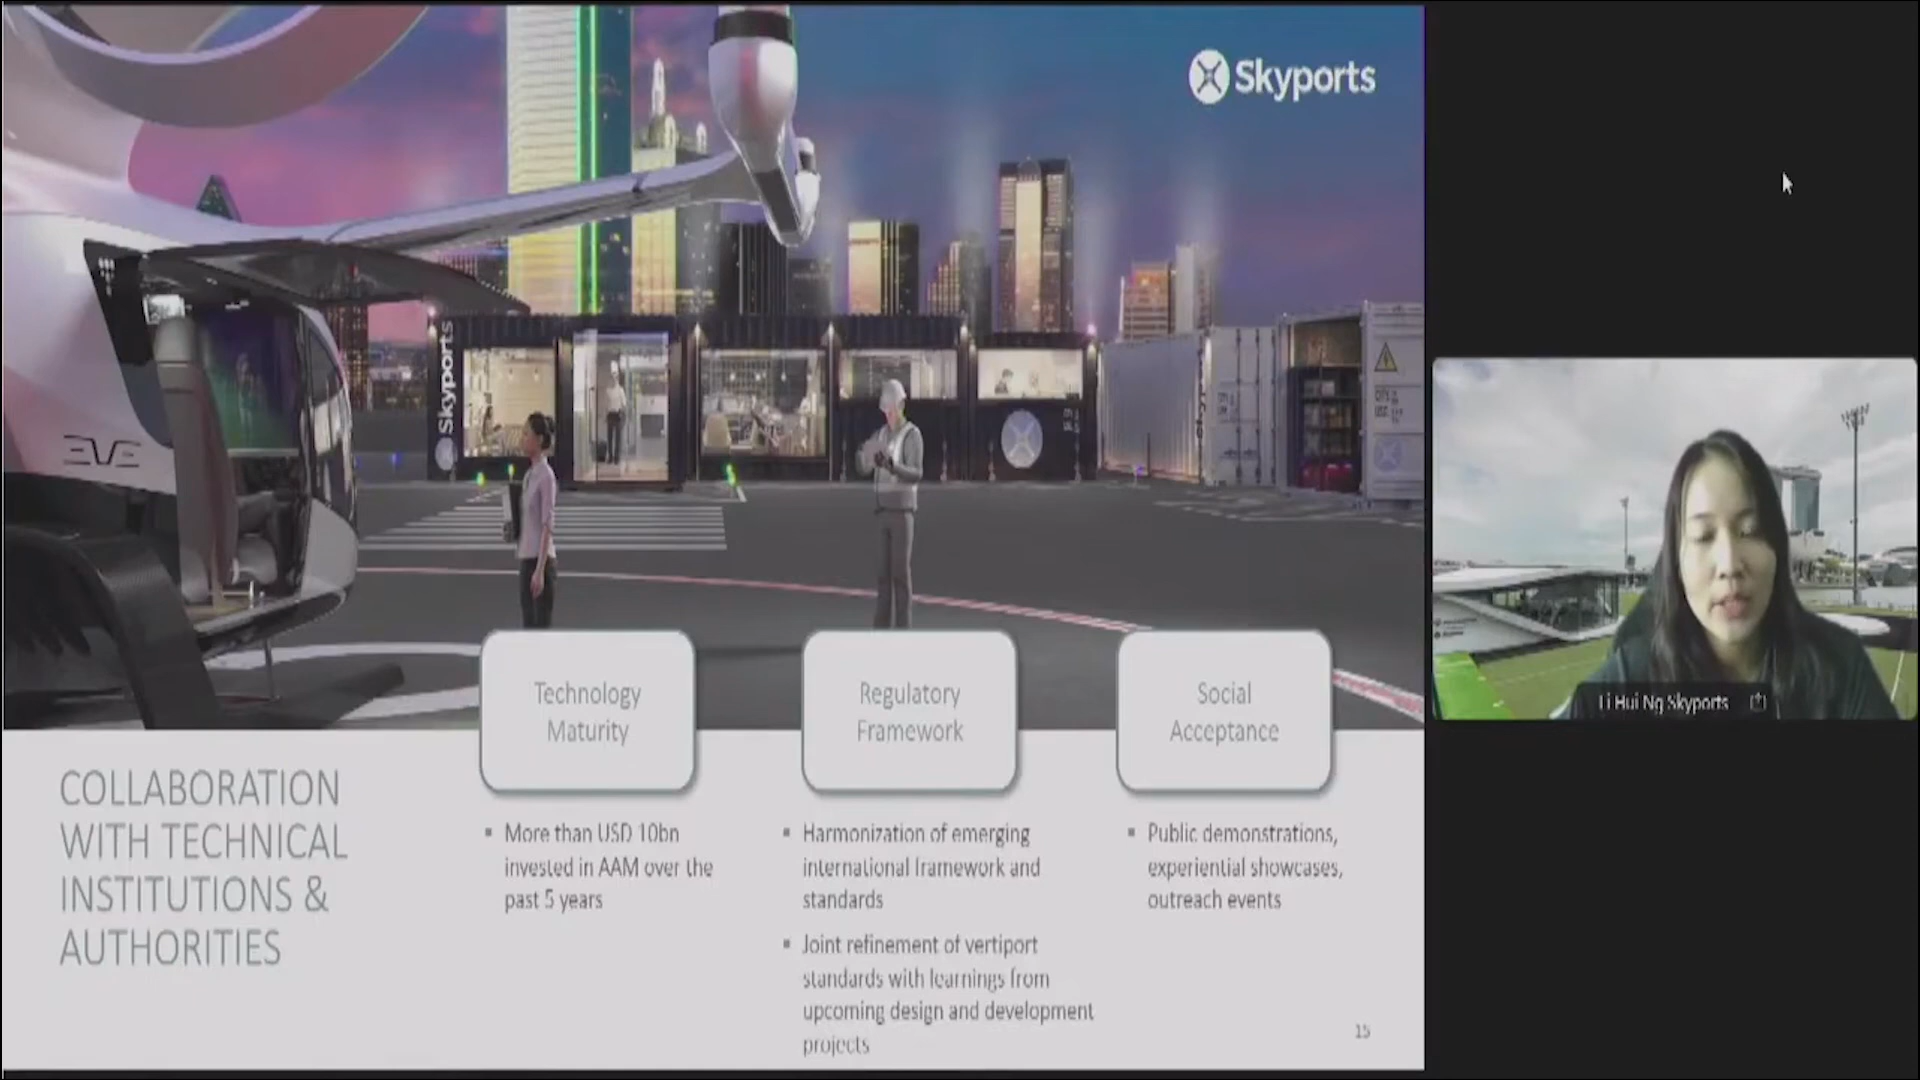 Skyports
Skyports
EVE
Technology
Maturity
Regulatory
Framework
Social
Acceptance
COLLABORATION
WITH TECHNICAL
INSTITUTIONS &
AUTHORITIES
▪ More than USD 10bn
invested in AAM over the
past 5 years
▪ Harmonization of emerging
international framework and
standards
▪ Joint refinement of vertiport
standards with learnings from
upcoming design and development
projects
▪ Public demonstrations,
experiential showcases,
outreach events
15
Li Hui Ng Skyports